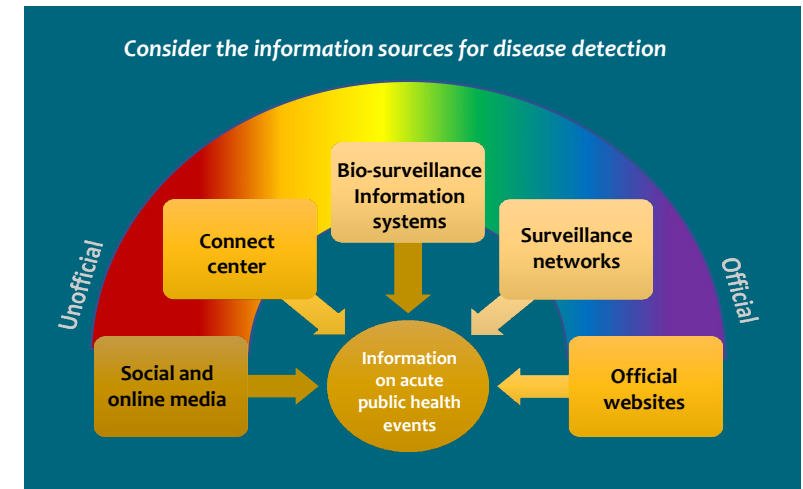 Consider the information sources for disease detection
Bio-surveillance
Information
systems
Connect
center
Surveillance
networks
Unofficial
Official
Social and
online media
Information
on acute
public health
events
Official
websites